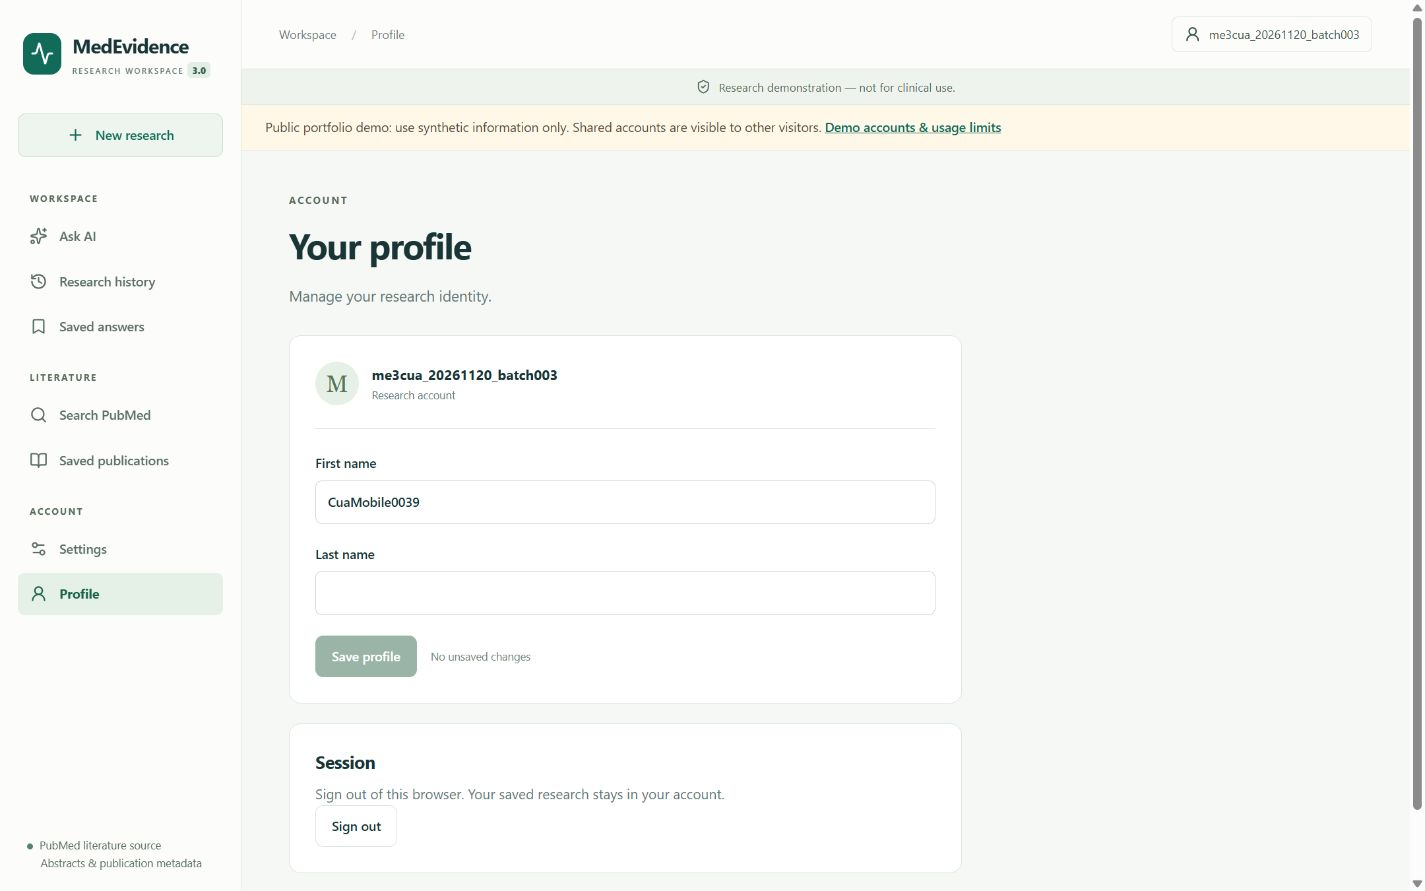 MedEvidence
RESEARCH WORKSPACE 3.0
New research
WORKSPACE
Ask AI
Research history
Saved answers
LITERATURE
Search PubMed
Saved publications
ACCOUNT
Settings
Profile
PubMed literature source
Abstracts & publication metadata
Workspace / Profile
me3cua_20261120_batch003
Research demonstration — not for clinical use.
Public portfolio demo: use synthetic information only. Shared accounts are visible to other visitors. Demo accounts & usage limits
ACCOUNT
Your profile
Manage your research identity.
M
me3cua_20261120_batch003
Research account
First name
CuaMobile0039
Last name
Save profile
No unsaved changes
Session
Sign out of this browser. Your saved research stays in your account.
Sign out